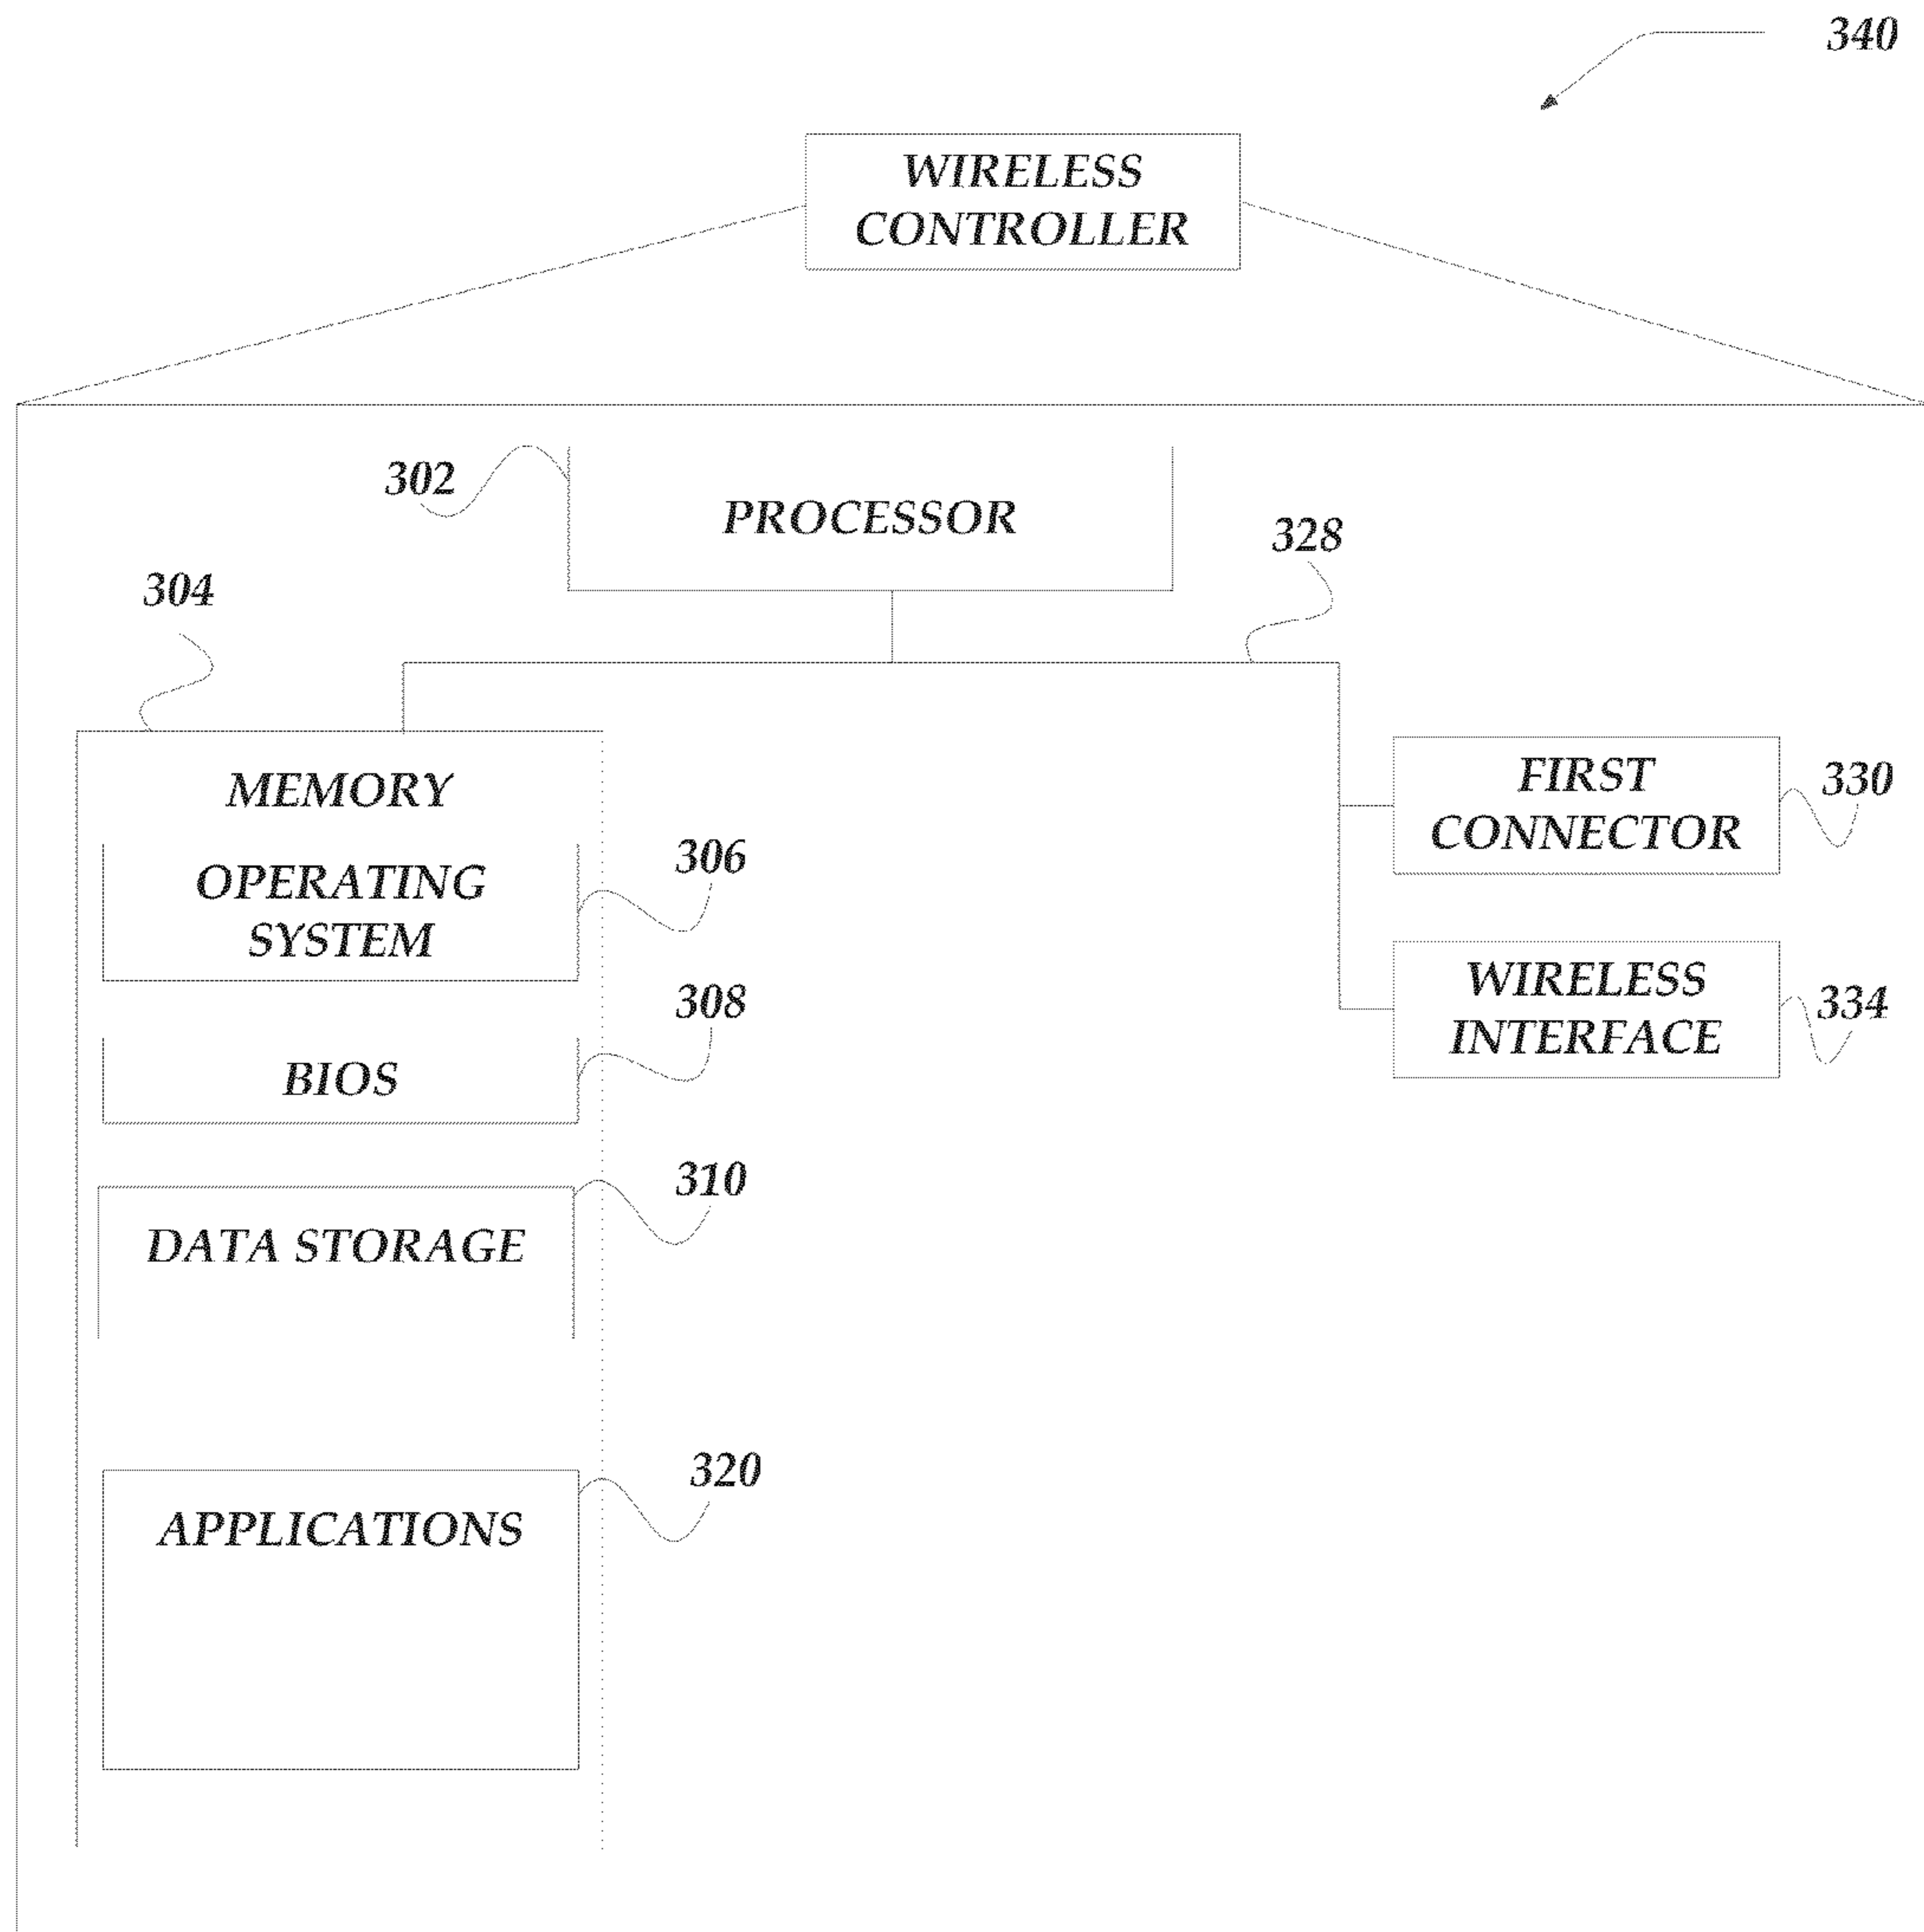 340
WIRELESS
CONTROLLER
302
PROCESSOR
328
304
MEMORY
FIRST
CONNECTOR
330
OPERATING
SYSTEM
306
WIRELESS
INTERFACE
334
308
BIOS
310
DATA STORAGE
320
APPLICATIONS